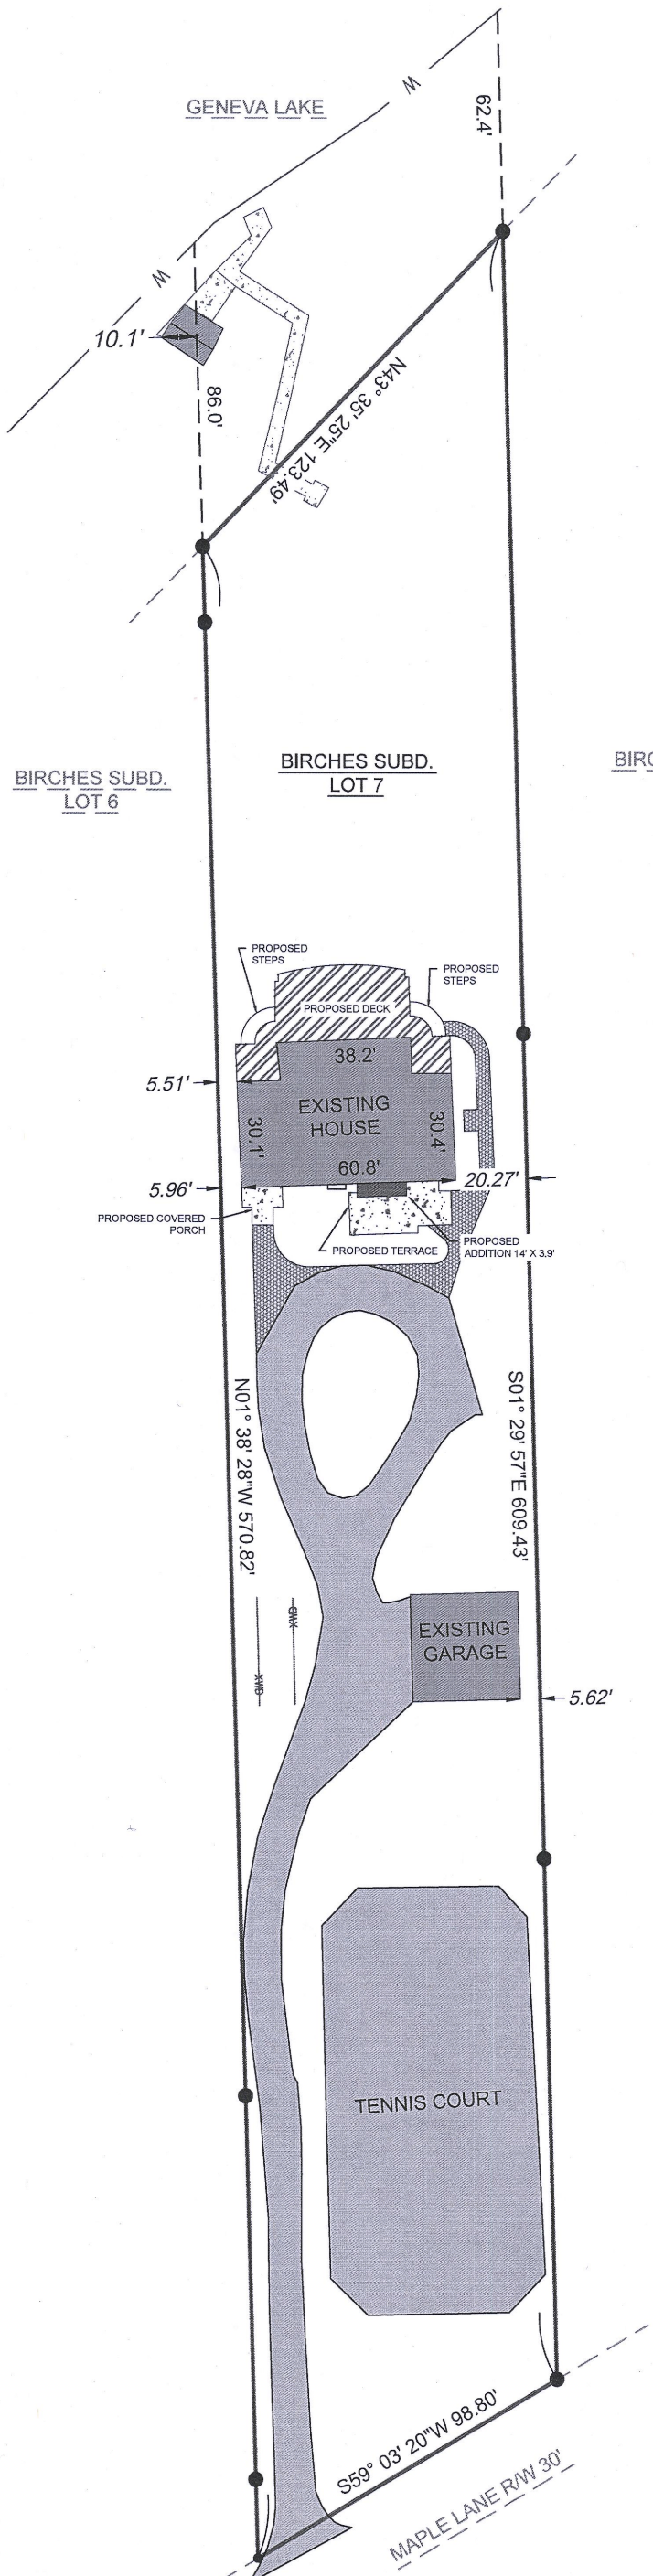 62.4'
GENEVA LAKE
W
W
10.1'
86.0'
N43° 35' 25"E 123.49'
BIRCHES SUBD.
LOT 6
BIRCHES SUBD.
LOT 7
BIRC
PROPOSED
STEPS
PROPOSED
STEPS
PROPOSED DECK
38.2'
5.51'
EXISTING
HOUSE
30.1'
30.4'
60.8'
5.96'
20.27'
PROPOSED COVERED
PORCH
PROPOSED TERRACE
PROPOSED
ADDITION 14' X 3.9'
N01° 38' 28"W 570.82'
S01° 29' 57"E 609.43'
EXISTING
GARAGE
5.62'
TENNIS COURT
S59° 03' 20"W 98.80'
MAPLE LANE R/W 30'